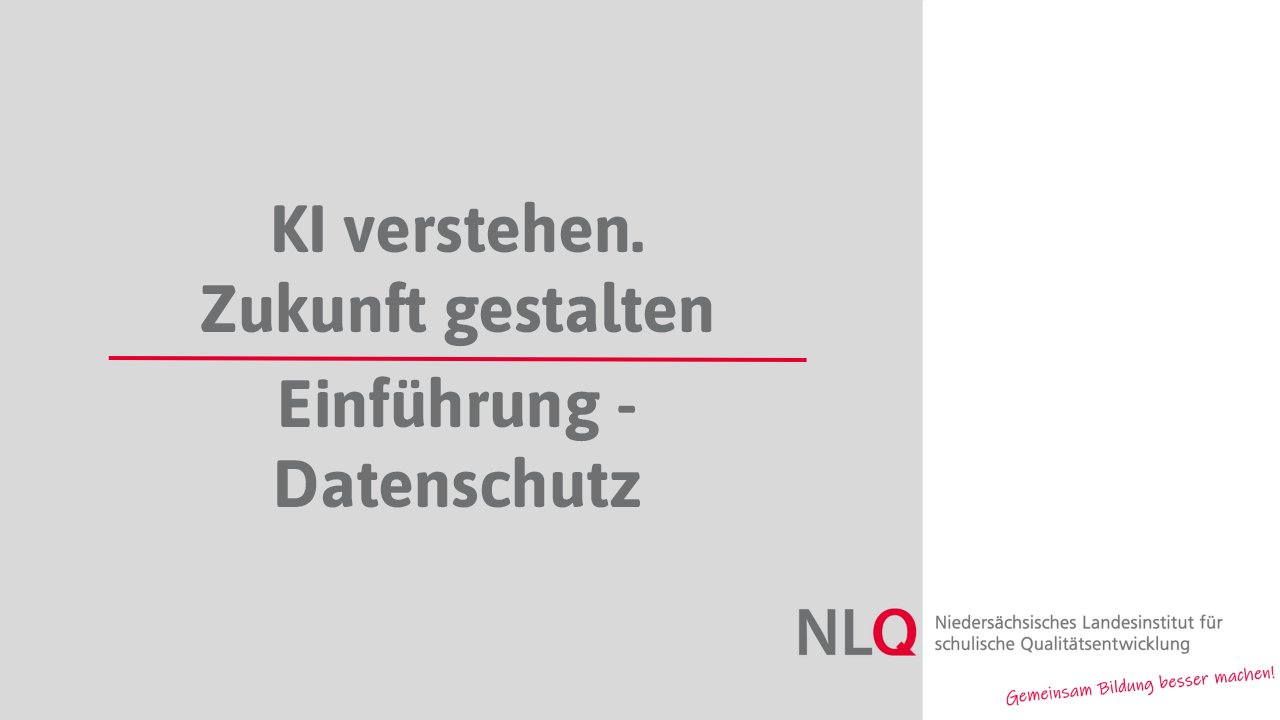 KI verstehen.
Zukunft gestalten
Einführung -
Datenschutz
NLQ
Niedersächsisches Landesinstitut für
schulische Qualitätsentwicklung
Gemeinsam Bildung besser machen!